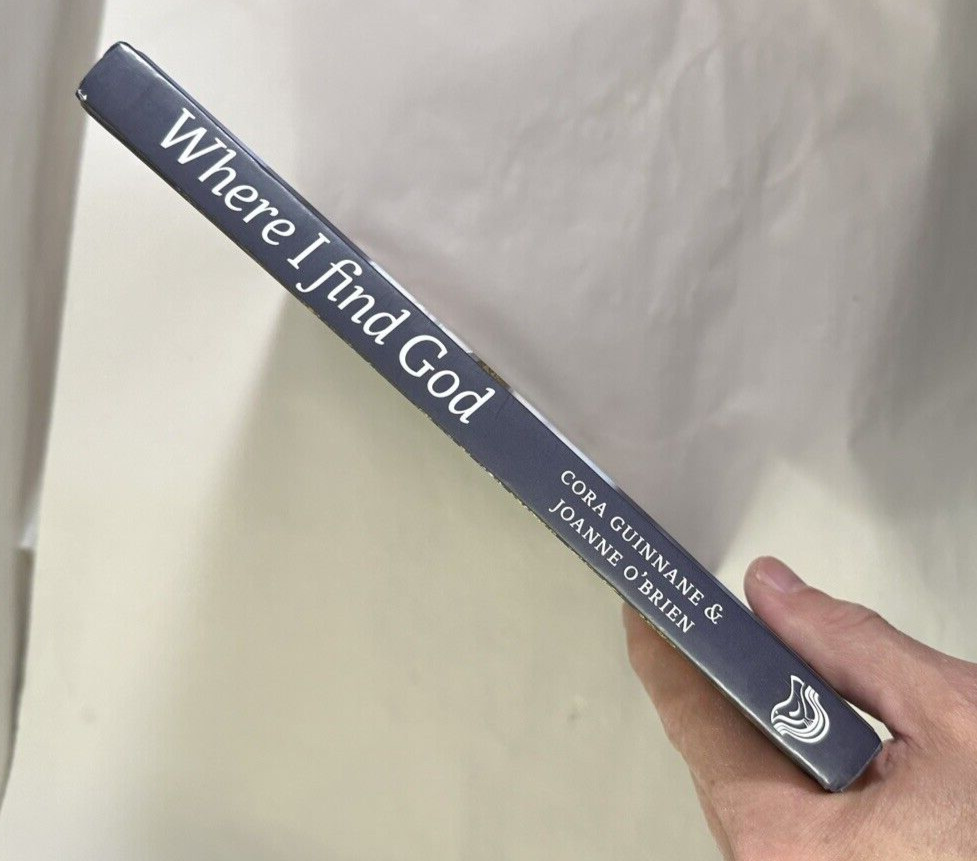 Where I find God
CORA GUINNANE &
JOANNE O'BRIEN